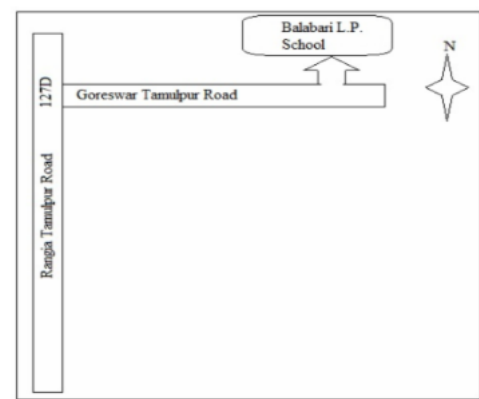 Balabari L.P.
School
N
Goreswar Tamulpur Road
127D
Rangia Tamulpur Road